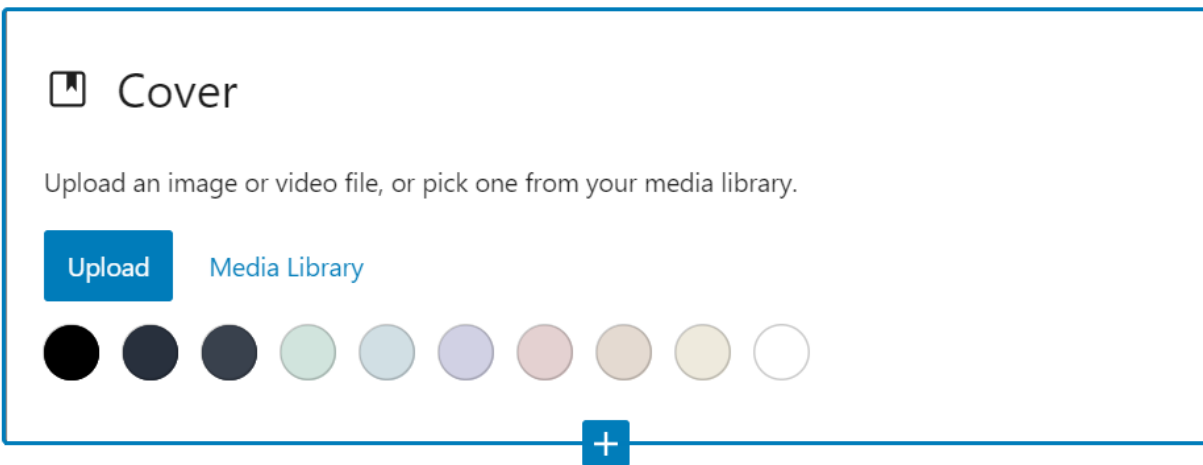 Cover
Upload an image or video file, or pick one from your media library.
Upload Media Library